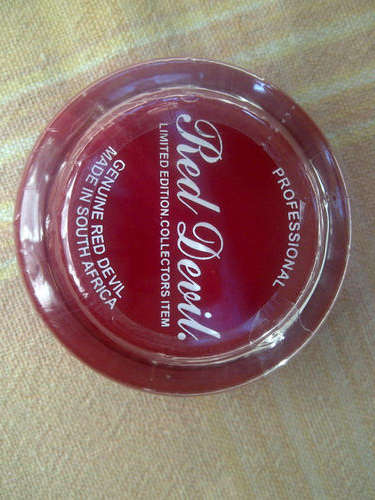 PROFESSIONAL
Red Devil.
LIMITED EDITION COLLECTORS ITEM
GENUINE RED DEVIL
MADE IN SOUTH AFRICA